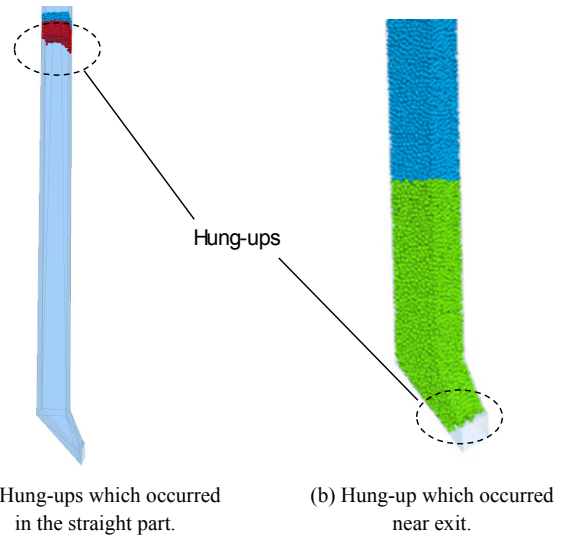 Hung-ups
Hung-ups which occurred
in the straight part.
(b) Hung-up which occurred
near exit.